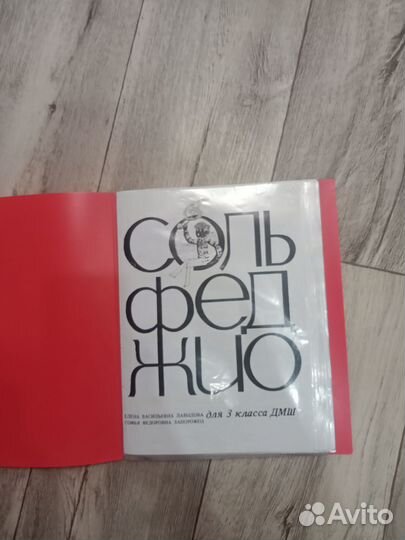 соль
фед
жио
ЕЛЕНА ВАСИЛЬЕВНА ДАВЫДОВА
СОФЬЯ ФЕДОРОВНА ЗАПОРОЖЕЦ
для 3 класса ДМШ
Avito